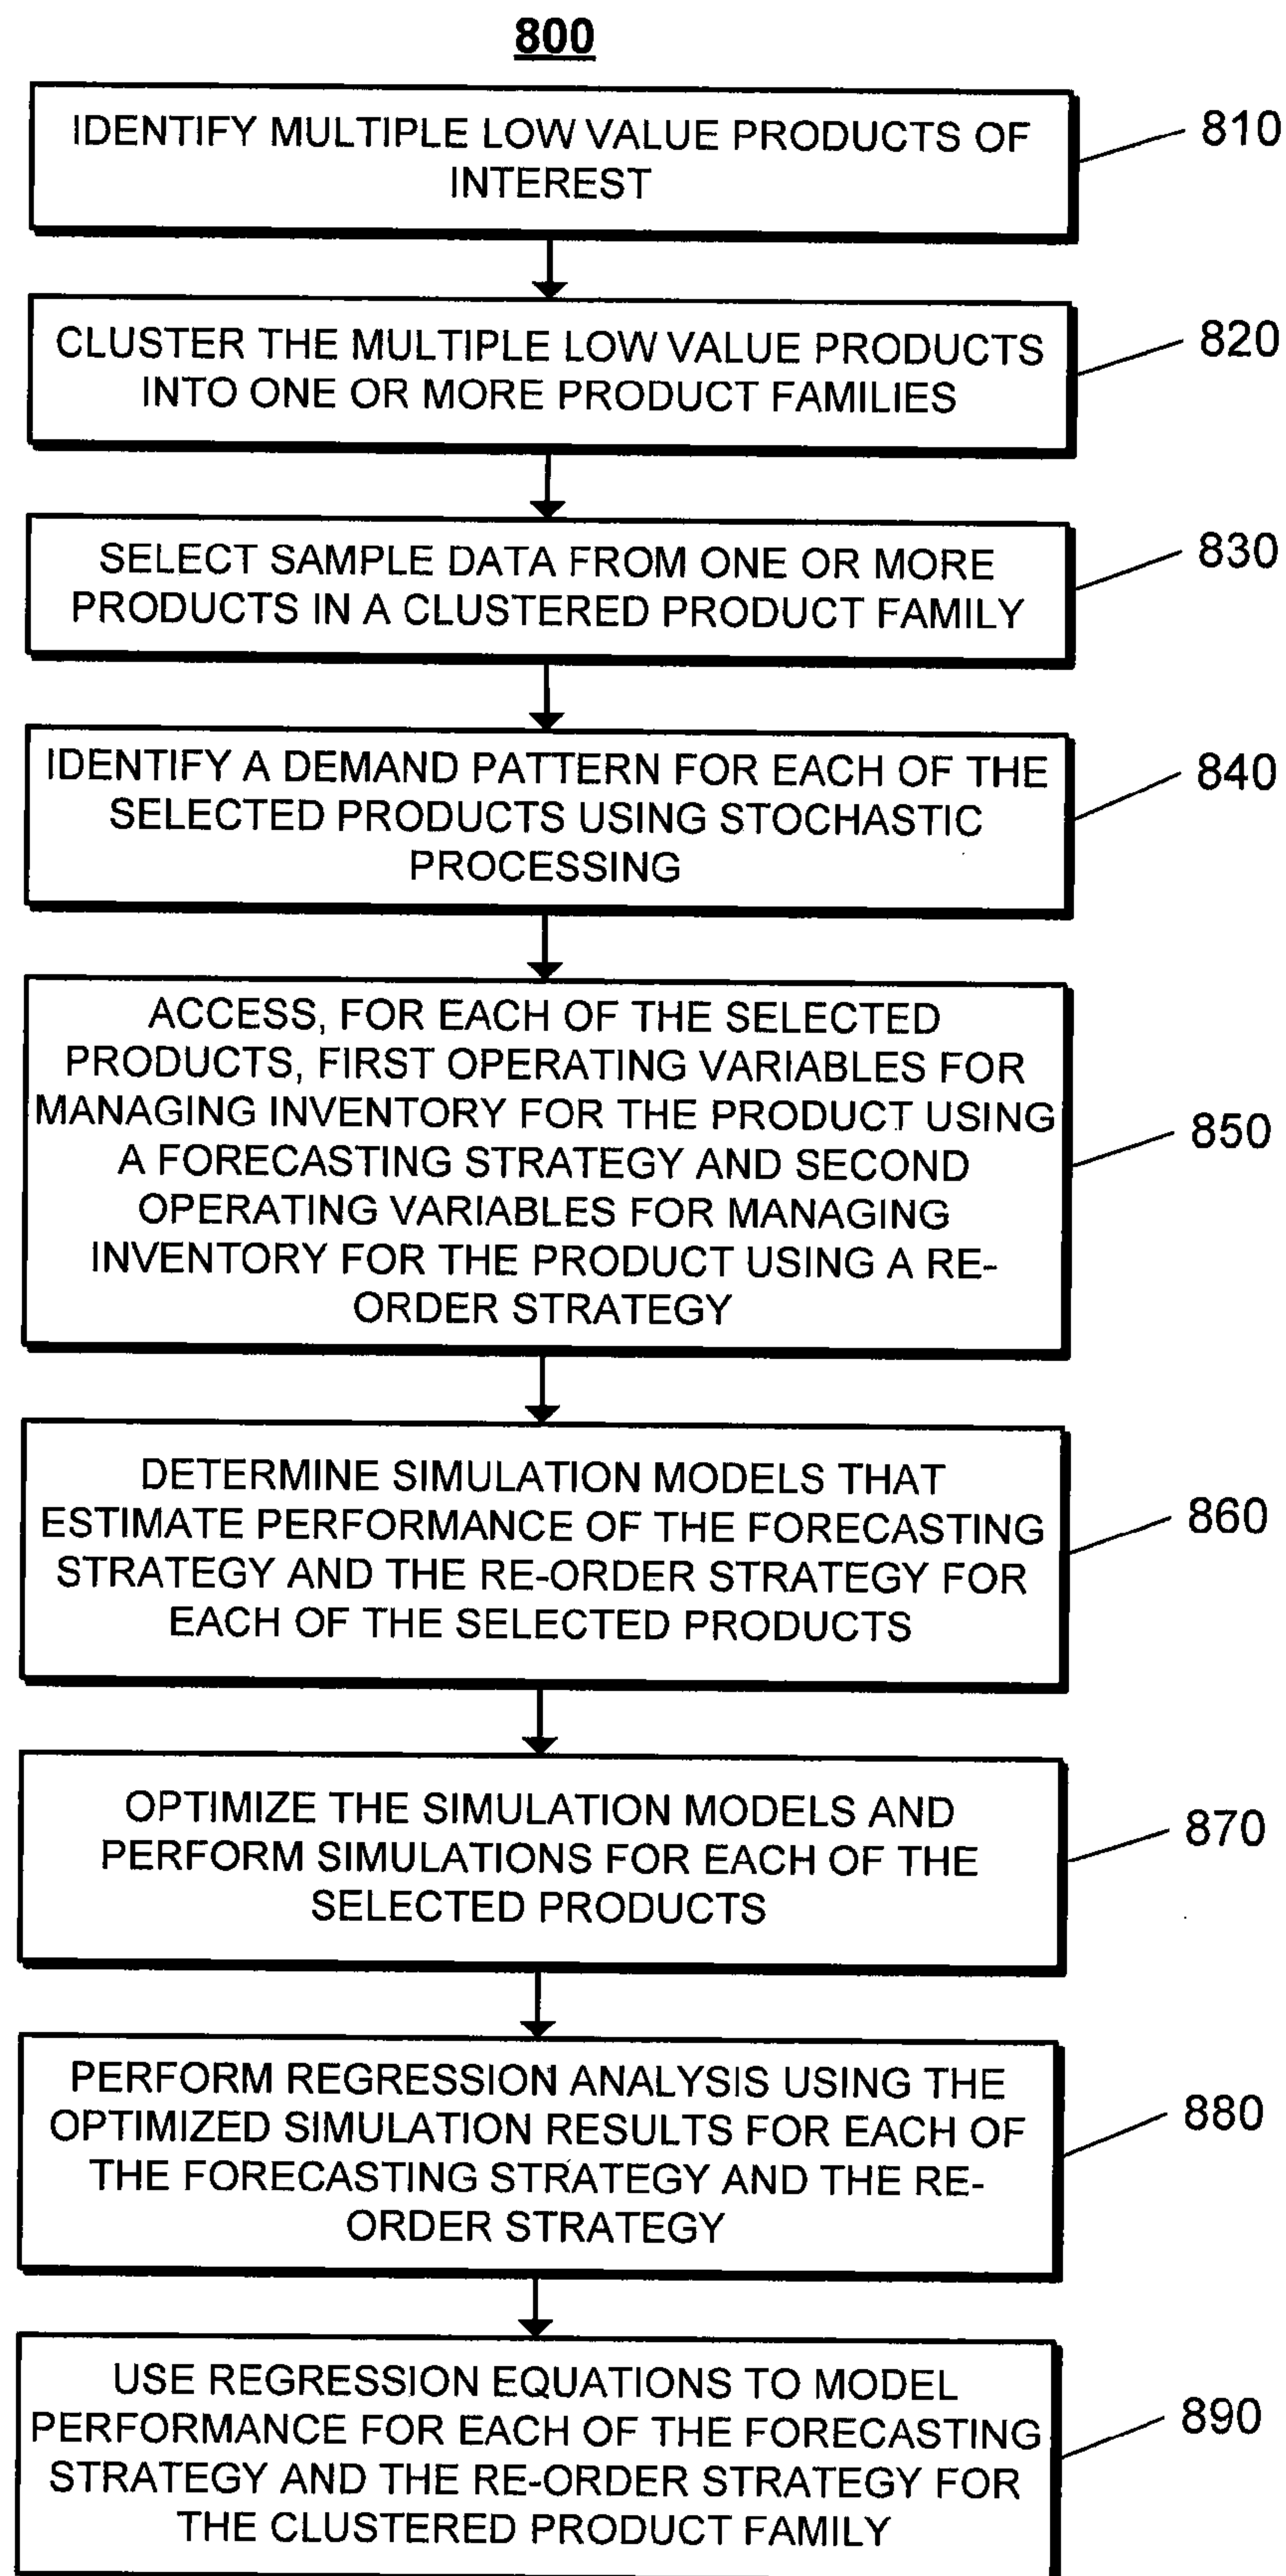 800
IDENTIFY MULTIPLE LOW VALUE PRODUCTS OF
INTEREST
810
CLUSTER THE MULTIPLE LOW VALUE PRODUCTS
INTO ONE OR MORE PRODUCT FAMILIES
820
SELECT SAMPLE DATA FROM ONE OR MORE
PRODUCTS IN A CLUSTERED PRODUCT FAMILY
830
IDENTIFY A DEMAND PATTERN FOR EACH OF THE
SELECTED PRODUCTS USING STOCHASTIC
PROCESSING
840
ACCESS, FOR EACH OF THE SELECTED
PRODUCTS, FIRST OPERATING VARIABLES FOR
MANAGING INVENTORY FOR THE PRODUCT USING
A FORECASTING STRATEGY AND SECOND
OPERATING VARIABLES FOR MANAGING
INVENTORY FOR THE PRODUCT USING A RE-
ORDER STRATEGY
850
DETERMINE SIMULATION MODELS THAT
ESTIMATE PERFORMANCE OF THE FORECASTING
STRATEGY AND THE RE-ORDER STRATEGY FOR
EACH OF THE SELECTED PRODUCTS
860
OPTIMIZE THE SIMULATION MODELS AND
PERFORM SIMULATIONS FOR EACH OF THE
SELECTED PRODUCTS
870
PERFORM REGRESSION ANALYSIS USING THE
OPTIMIZED SIMULATION RESULTS FOR EACH OF
THE FORECASTING STRATEGY AND THE RE-
ORDER STRATEGY
880
USE REGRESSION EQUATIONS TO MODEL
PERFORMANCE FOR EACH OF THE FORECASTING
STRATEGY AND THE RE-ORDER STRATEGY FOR
THE CLUSTERED PRODUCT FAMILY
890